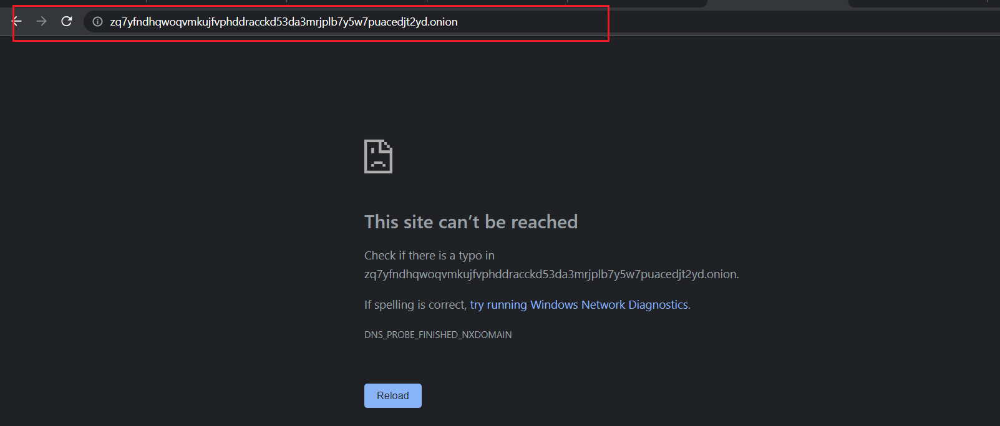 zq7yfndhqwoqvmkujfvphddracckd53da3mrjplb7y5w7puacedjt2yd.onion
This site can’t be reached
Check if there is a typo in
zq7yfndhqwoqvmkujfvphddracckd53da3mrjplb7y5w7puacedjt2yd.onion.
If spelling is correct, try running Windows Network Diagnostics.
DNS_PROBE_FINISHED_NXDOMAIN
Reload